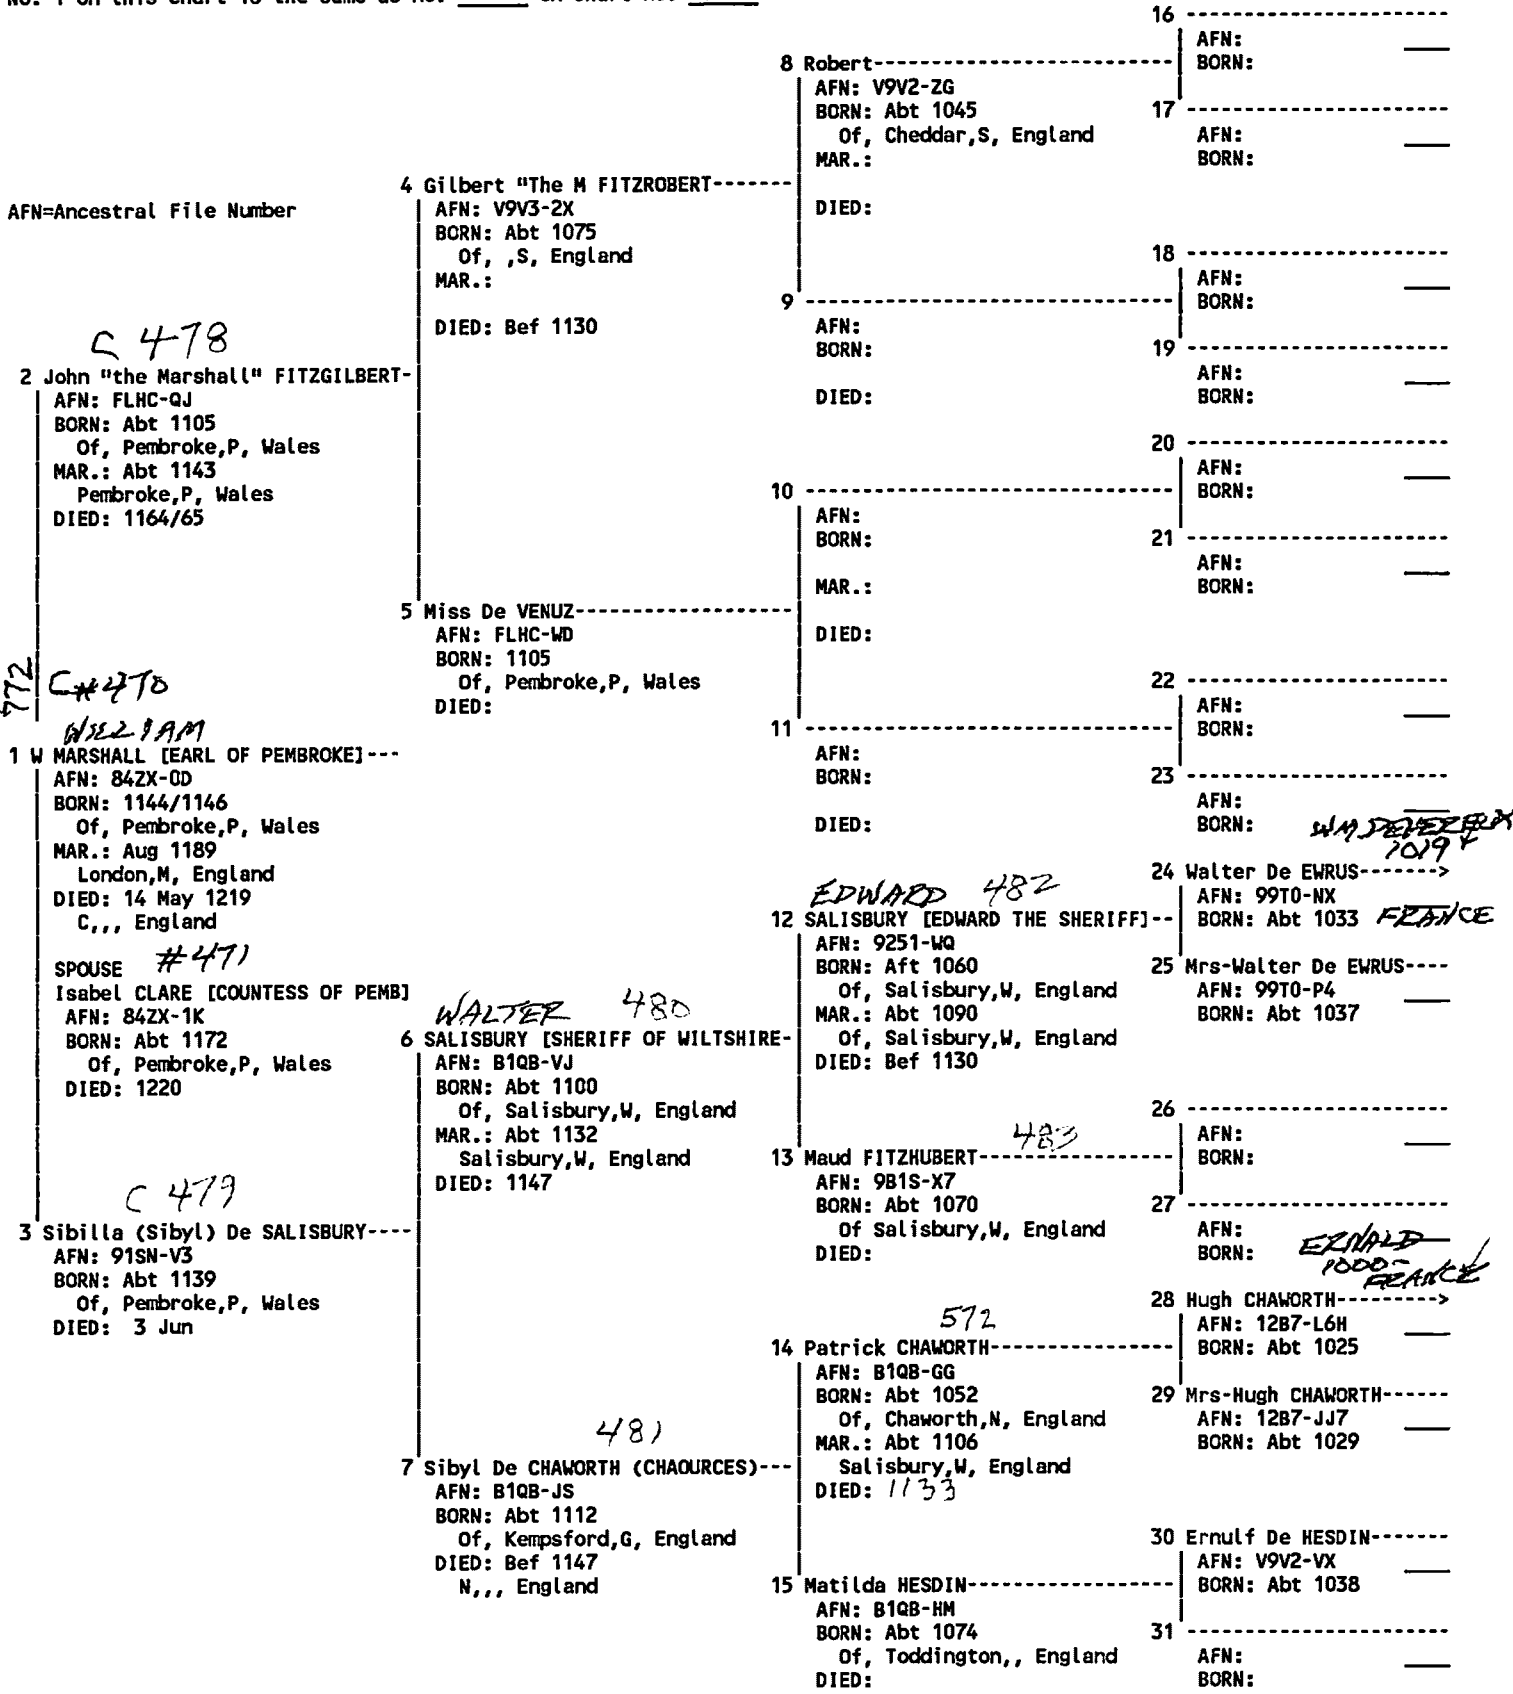 16
AFN:
BORN:
8 Robert
AFN: V9V2-ZG
BORN: Abt 1045
Of, Cheddar,S, England
MAR.:
DIED:
17
AFN:
BORN:
4 Gilbert "The M FITZROBERT
AFN: V9V3-2X
BORN: Abt 1075
Of, ,S, England
MAR.:
DIED: Bef 1130
AFN=Ancestral File Number
18
AFN:
BORN:
9
AFN:
BORN:
DIED:
19
AFN:
BORN:
C 478
2 John "the Marshall" FITZGILBERT-
AFN: FLHC-QJ
BORN: Abt 1105
Of, Pembroke,P, Wales
MAR.: Abt 1143
Pembroke,P, Wales
DIED: 1164/65
20
AFN:
BORN:
10
AFN:
BORN:
MAR.:
DIED:
21
AFN:
BORN:
5 Miss De VENUZ
AFN: FLHC-WD
BORN: 1105
Of, Pembroke,P, Wales
DIED:
22
AFN:
BORN:
11
AFN:
BORN:
DIED:
23
AFN:
BORN:
772
C#470
WILLIAM
1 W MARSHALL [EARL OF PEMBROKE]---
AFN: 84ZX-0D
BORN: 1144/1146
Of, Pembroke,P, Wales
MAR.: Aug 1189
London,M, England
DIED: 14 May 1219
C,,, England
SPOUSE #471
Isabel CLARE [COUNTESS OF PEMB]
AFN: 84ZX-1K
BORN: Abt 1172
Of, Pembroke,P, Wales
DIED: 1220
WM DEVEREUX
1019
24 Walter De EWRUS------->
AFN: 99T0-NX
BORN: Abt 1033 FRANCE
EDWARD 482
12 SALISBURY [EDWARD THE SHERIFF]--
AFN: 9251-WQ
BORN: Aft 1060
Of, Salisbury,W, England
MAR.: Abt 1090
Of, Salisbury,W, England
DIED: Bef 1130
25 Mrs-Walter De EWRUS----
AFN: 99T0-P4
BORN: Abt 1037
WALTER 480
6 SALISBURY [SHERIFF OF WILTSHIRE-
AFN: B1QB-VJ
BORN: Abt 1100
Of, Salisbury,W, England
MAR.: Abt 1132
Salisbury,W, England
DIED: 1147
26
AFN:
BORN:
483
13 Maud FITZHUBERT
AFN: 9B1S-X7
BORN: Abt 1070
Of Salisbury,W, England
DIED:
27
AFN:
BORN:
C 479
3 Sibilla (Sibyl) De SALISBURY----
AFN: 91SN-V3
BORN: Abt 1139
Of, Pembroke,P, Wales
DIED: 3 Jun
ERNALD
1000-
FRANCE
28 Hugh CHAWORTH--------->
AFN: 12B7-L6H
BORN: Abt 1025
572
14 Patrick CHAWORTH
AFN: B1QB-GG
BORN: Abt 1052
Of, Chaworth,N, England
MAR.: Abt 1106
Salisbury,W, England
DIED: 1133
29 Mrs-Hugh CHAWORTH------
AFN: 12B7-JJ7
BORN: Abt 1029
481
7 Sibyl De CHAWORTH (CHAOURCES)---
AFN: B1QB-JS
BORN: Abt 1112
Of, Kempsford,G, England
DIED: Bef 1147
N,,, England
30 Ernulf De HESDIN-------
AFN: V9V2-VX
BORN: Abt 1038
15 Matilda HESDIN
AFN: B1QB-HM
BORN: Abt 1074
Of, Toddington,, England
DIED:
31
AFN:
BORN: